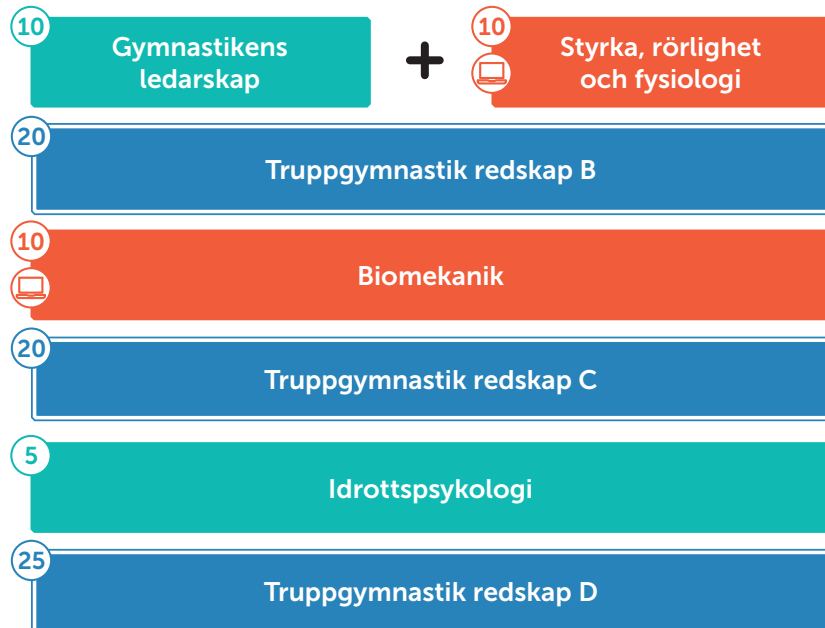 10
Gymnastikens
ledarskap
+
10
Styrka, rörlighet
och fysiologi
20
Truppgymnastik redskap B
10
Biomekanik
20
Truppgymnastik redskap C
5
Idrottspsykologi
25
Truppgymnastik redskap D